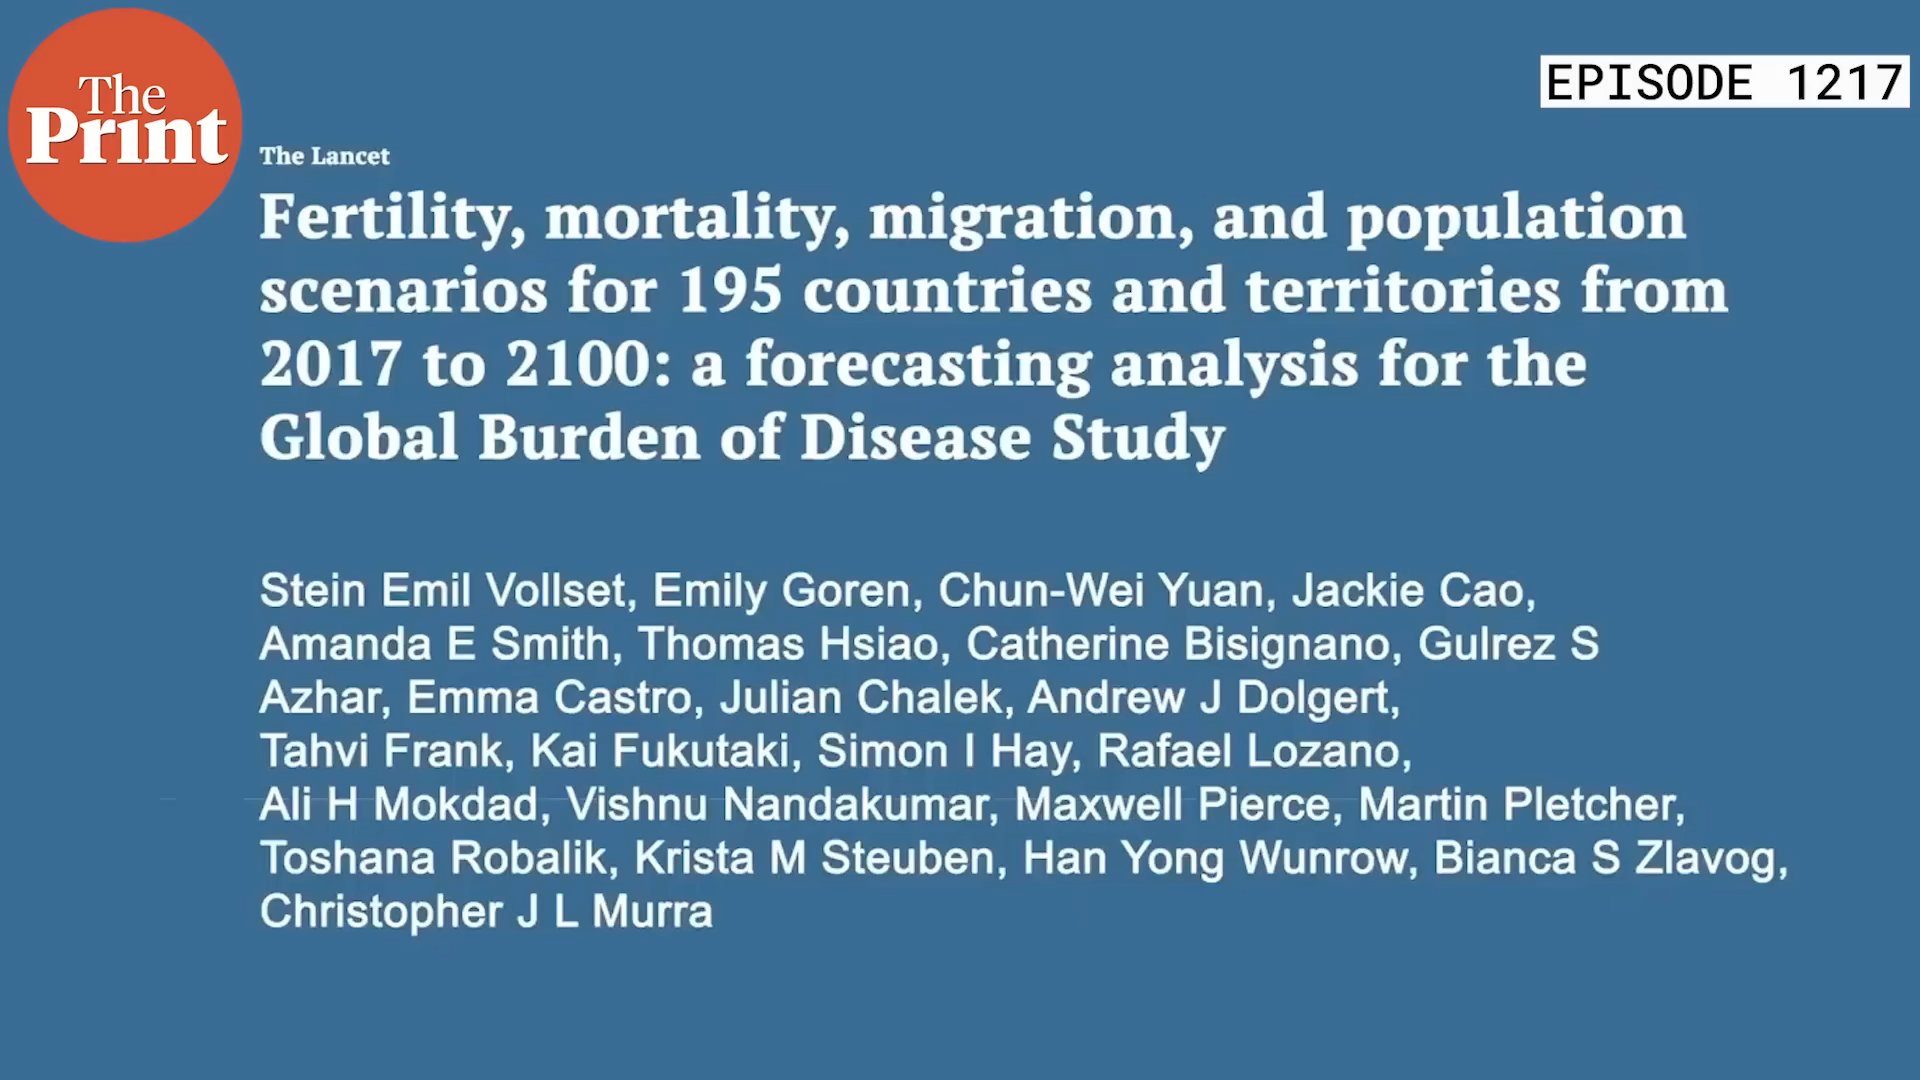 The
Print
EPISODE 1217
The Lancet
Fertility, mortality, migration, and population
scenarios for 195 countries and territories from
2017 to 2100: a forecasting analysis for the
Global Burden of Disease Study
Stein Emil Vollset, Emily Goren, Chun-Wei Yuan, Jackie Cao,
Amanda E Smith, Thomas Hsiao, Catherine Bisignano, Gulrez S
Azhar, Emma Castro, Julian Chalek, Andrew J Dolgert,
Tahvi Frank, Kai Fukutaki, Simon I Hay, Rafael Lozano,
Ali H Mokdad, Vishnu Nandakumar, Maxwell Pierce, Martin Pletcher,
Toshana Robalik, Krista M Steuben, Han Yong Wunrow, Bianca S Zlavog,
Christopher J L Murra